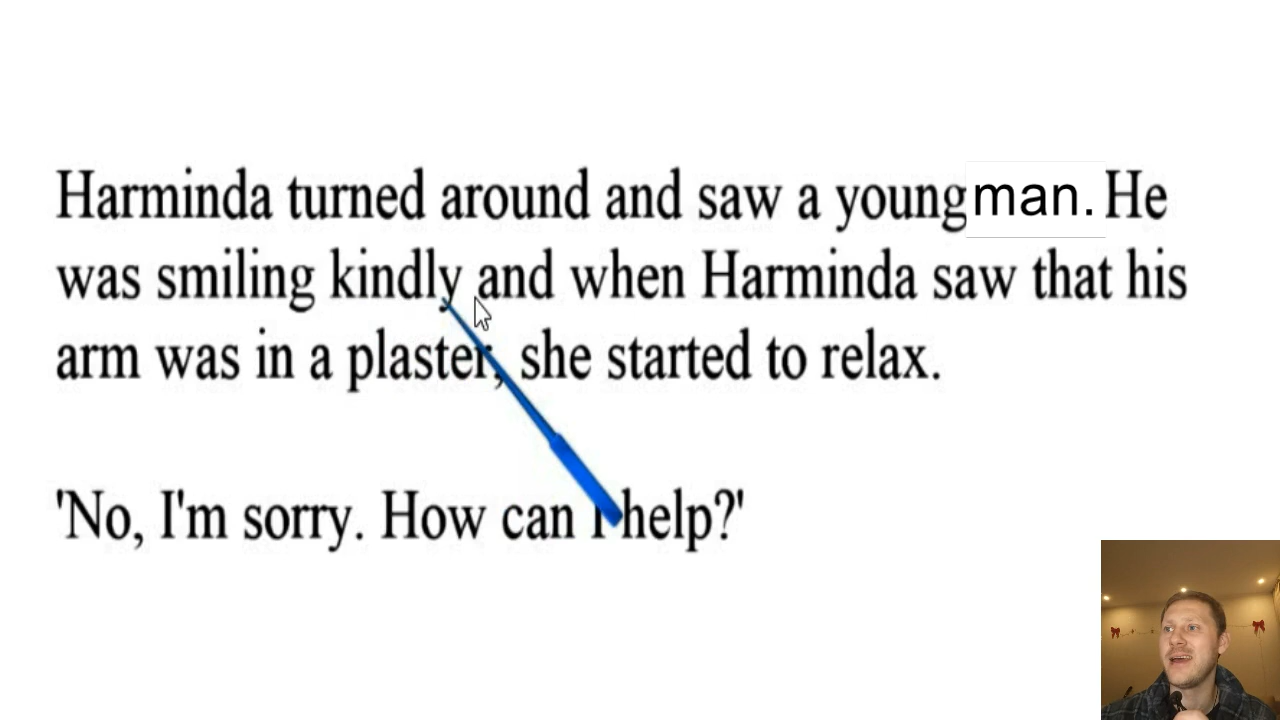 Harminda turned around and saw a young man. He
was smiling kindly and when Harminda saw that his
arm was in a plaster, she started to relax.
'No, I'm sorry. How can I help?'